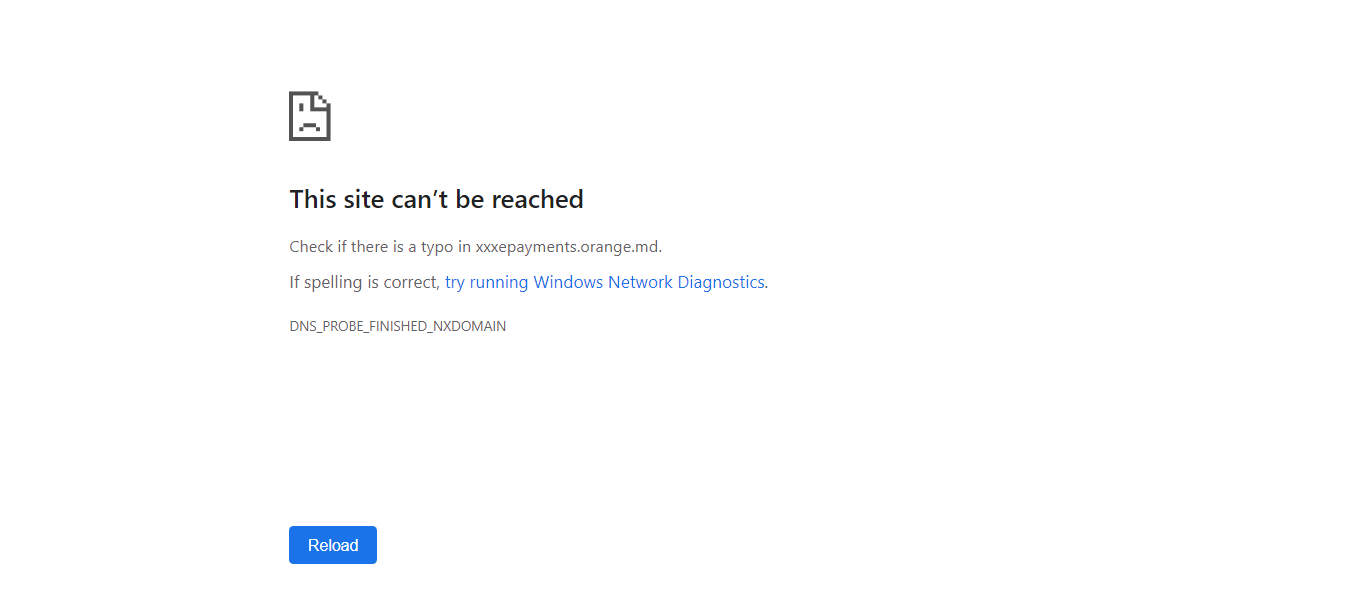 This site can’t be reached
Check if there is a typo in xxxepayments.orange.md.
If spelling is correct, try running Windows Network Diagnostics.
DNS_PROBE_FINISHED_NXDOMAIN
Reload